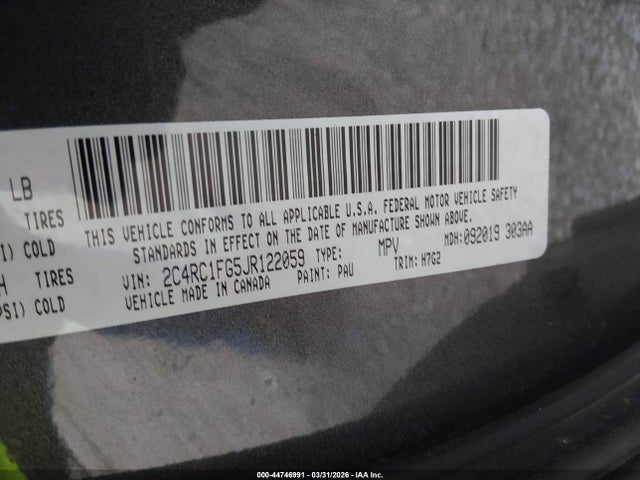 LB
TIRES
SI) COLD
H TIRES
PSI) COLD
THIS VEHICLE CONFORMS TO ALL APPLICABLE U.S.A. FEDERAL MOTOR VEHICLE SAFETY
STANDARDS IN EFFECT ON THE DATE OF MANUFACTURE SHOWN ABOVE.
VIN: 2C4RC1FG5JR122059 TYPE: MPV MDH:092019 303AA
VEHICLE MADE IN CANADA PAINT: PAU TRIM: H7G2
000-44746991 - 03/31/2026 - IAA Inc.